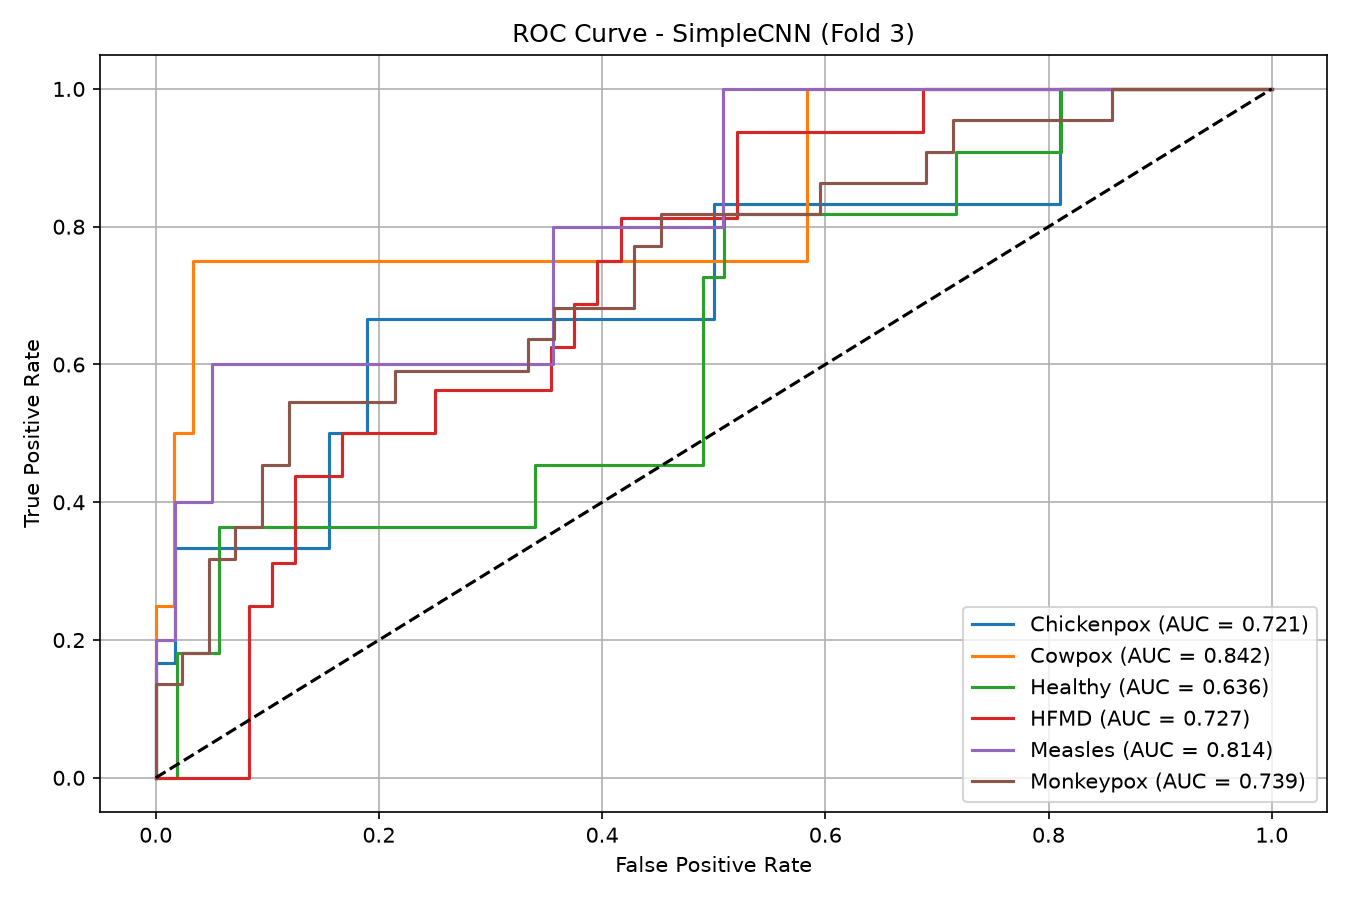 ROC Curve - SimpleCNN (Fold 3)
True Positive Rate
1.0
0.8
0.6
0.4
0.2
0.0
Chickenpox (AUC = 0.721)
Cowpox (AUC = 0.842)
Healthy (AUC = 0.636)
HFMD (AUC = 0.727)
Measles (AUC = 0.814)
Monkeypox (AUC = 0.739)
0.0 0.2 0.4 0.6 0.8 1.0
False Positive Rate